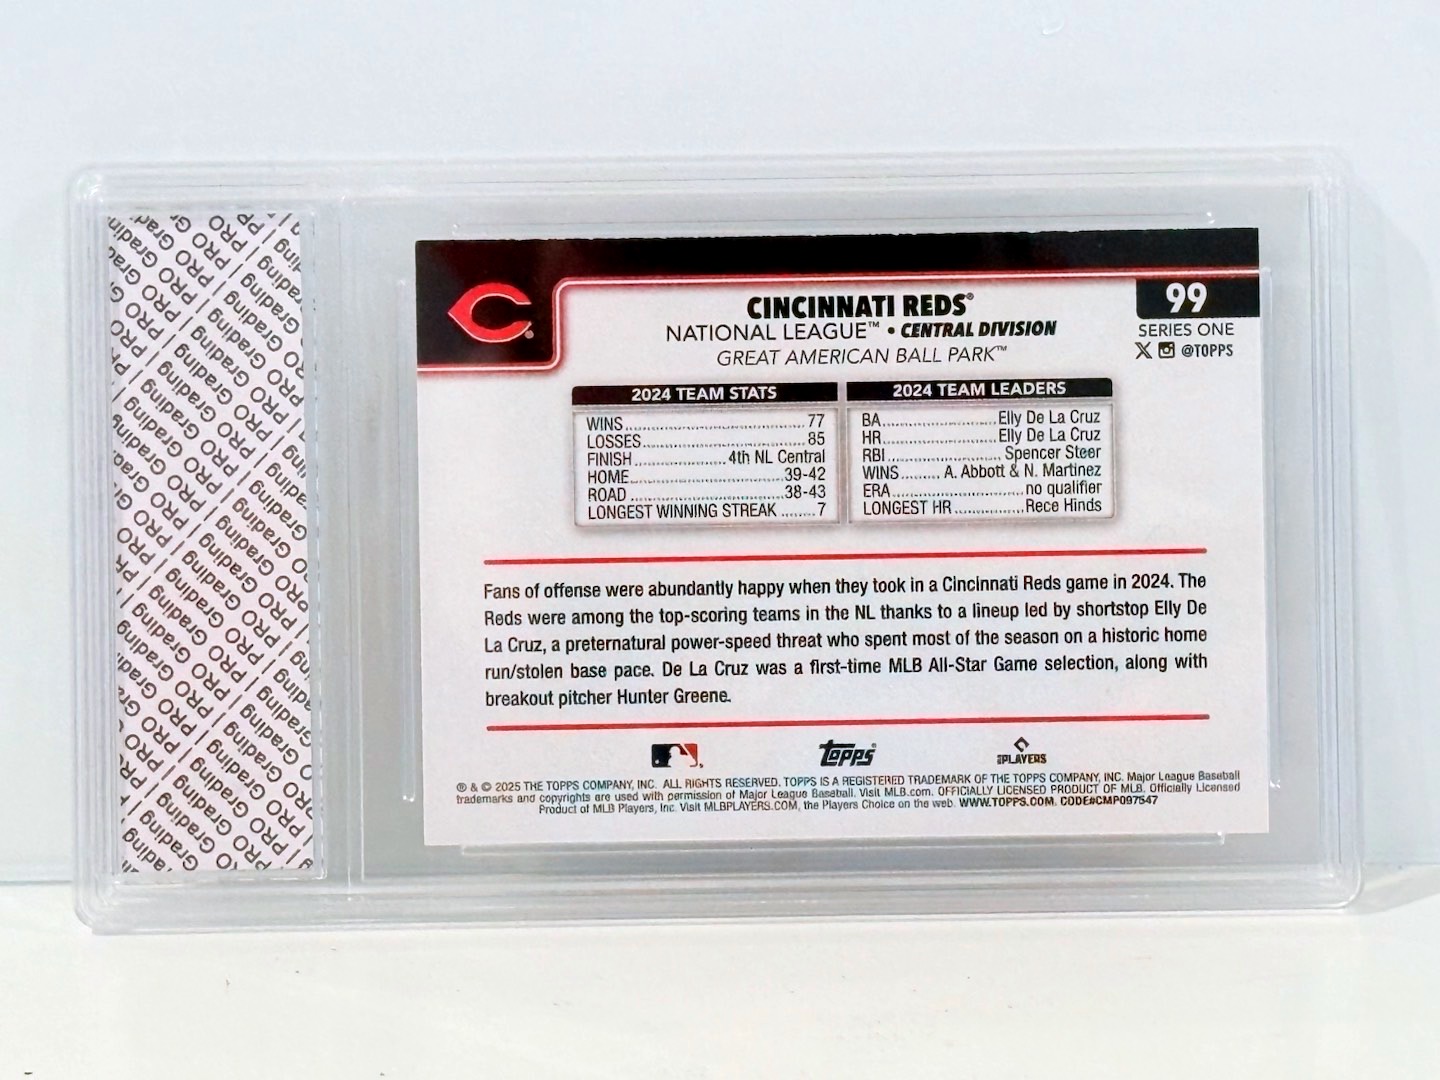 PRO Grading
CINCINNATI REDS®
NATIONAL LEAGUE™ • CENTRAL DIVISION
GREAT AMERICAN BALL PARK™
99
SERIES ONE
X @TOPPS
2024 TEAM STATS
WINS 77
LOSSES 85
FINISH 4th NL Central
HOME 39-42
ROAD 38-43
LONGEST WINNING STREAK 7
2024 TEAM LEADERS
BA Elly De La Cruz
HR Elly De La Cruz
RBI Spencer Steer
WINS A. Abbott & N. Martinez
ERA no qualifier
LONGEST HR Rece Hinds
Fans of offense were abundantly happy when they took in a Cincinnati Reds game in 2024. The
Reds were among the top-scoring teams in the NL thanks to a lineup led by shortstop Elly De
La Cruz, a preternatural power-speed threat who spent most of the season on a historic home
run/stolen base pace. De La Cruz was a first-time MLB All-Star Game selection, along with
breakout pitcher Hunter Greene.
topps®
PLAYERS
® & © 2025 THE TOPPS COMPANY, INC. ALL RIGHTS RESERVED. TOPPS IS A REGISTERED TRADEMARK OF THE TOPPS COMPANY, INC. Major League Baseball
trademarks and copyrights are used with permission of Major League Baseball. Visit MLB.com. OFFICIALLY LICENSED PRODUCT OF MLB. Officially Licensed
Product of MLB Players, Inc. Visit MLBPLAYERS.COM, the Players Choice on the web. WWW.TOPPS.COM. CODE#CMP097547